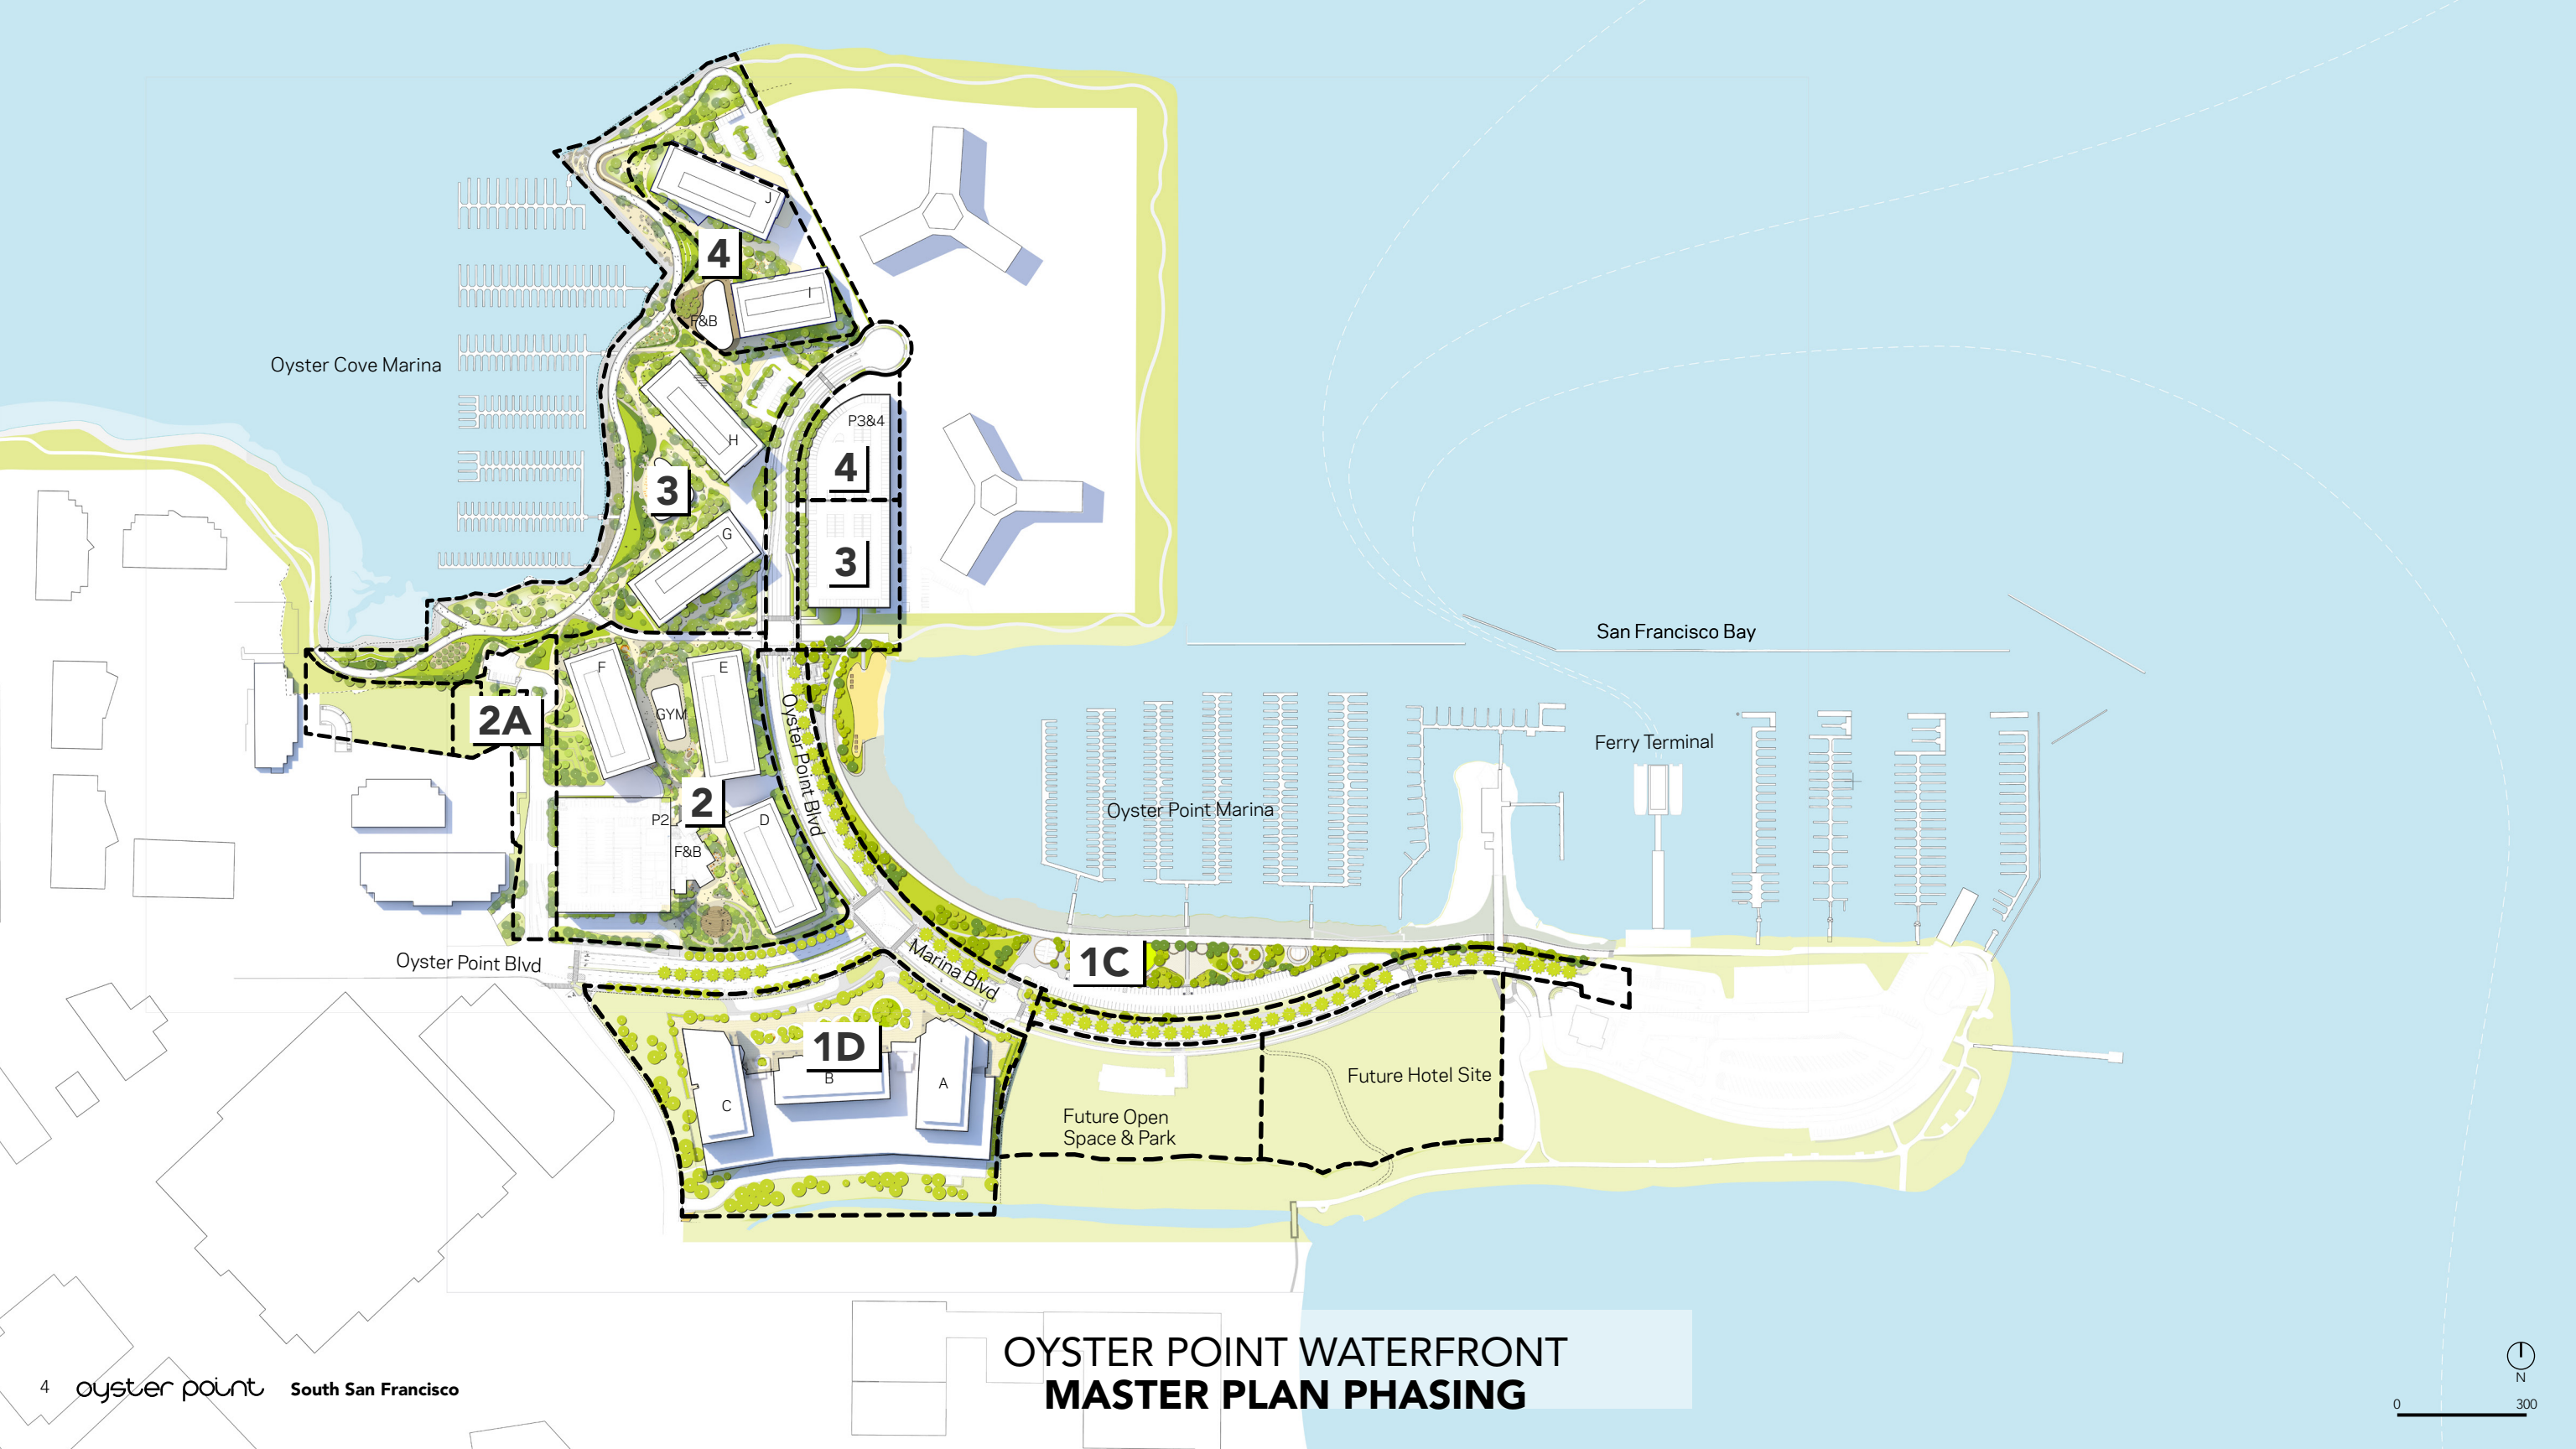 J
4
I
F&B
Oyster Cove Marina
P3&4
H
4
3
G
3
San Francisco Bay
F
E
2A
GYM
Oyster Point Blvd
Ferry Terminal
2
P2
D
Oyster Point Marina
F&B
Oyster Point Blvd
Marina Blvd
1C
1D
B
A
C
Future Hotel Site
Future Open
Space & Park
OYSTER POINT WATERFRONT
MASTER PLAN PHASING
4 oyster point South San Francisco
N
0 300